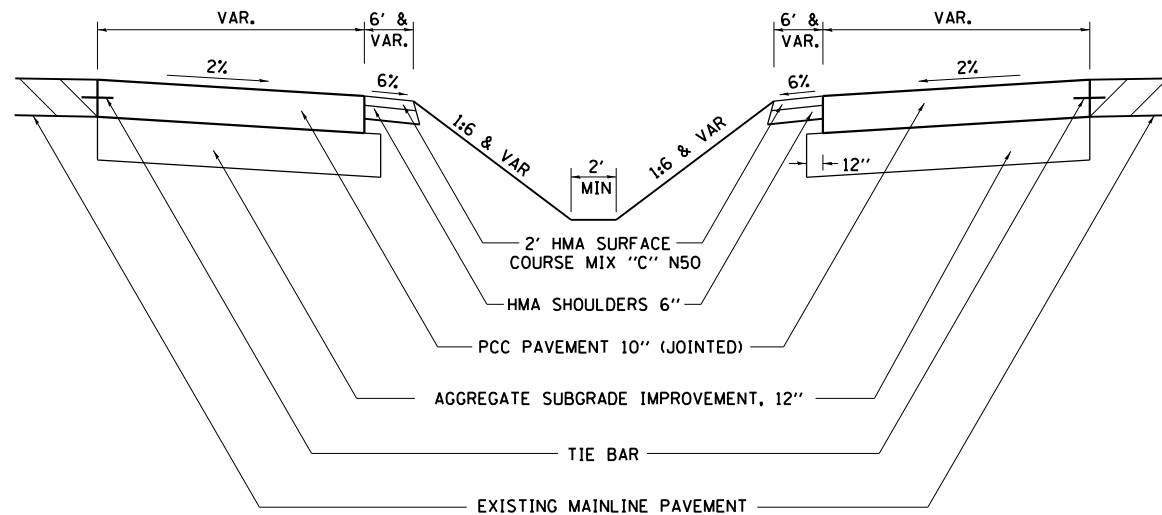 VAR.
6' &
VAR.
6' &
VAR.
VAR.
2%
6%
6%
2%
1:6 & VAR
1:6 & VAR
2'
MIN
12"
2' HMA SURFACE
COURSE MIX "C" N50
HMA SHOULDERS 6"
PCC PAVEMENT 10" (JOINTED)
AGGREGATE SUBGRADE IMPROVEMENT, 12"
TIE BAR
EXISTING MAINLINE PAVEMENT